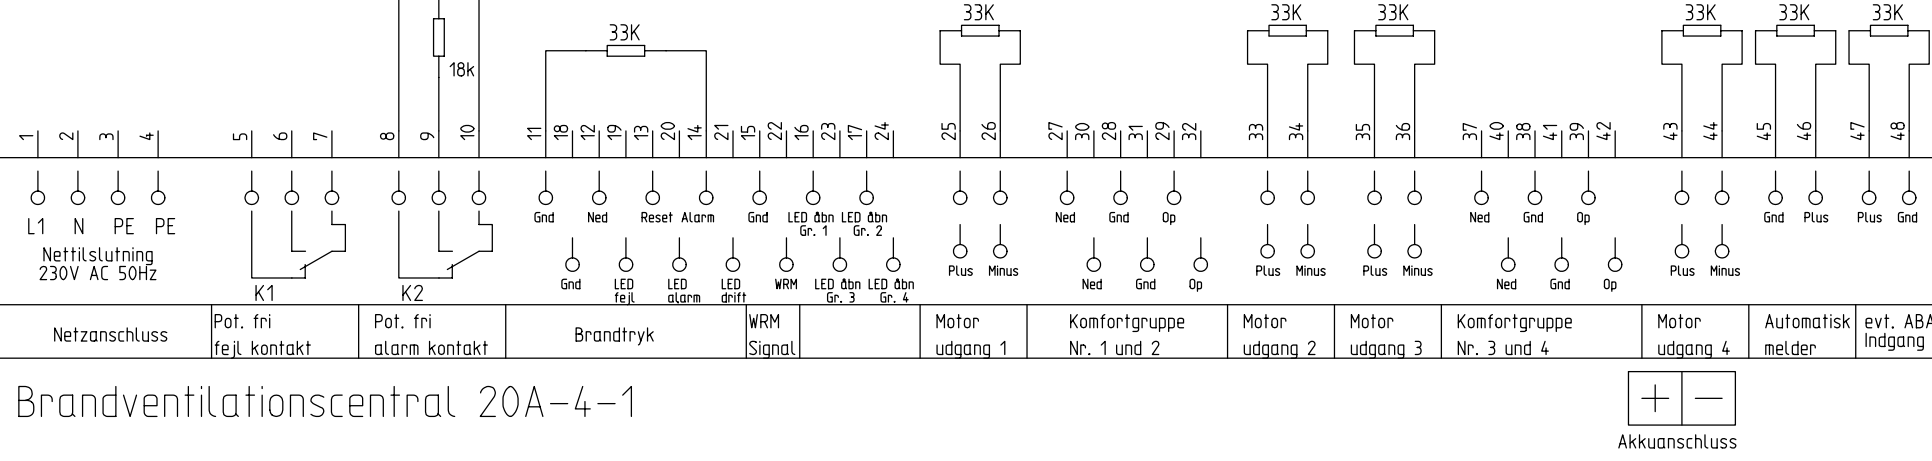 33K
33K
33K
33K
33K
33K
33K
18k
1 2 3 4 5 6 7 8 9 10 11 18 12 19 13 20 14 21 15 22 16 23 17 24 25 26 27 30 28 31 29 32 33 34 35 36 37 40 38 41 39 42 43 44 45 46 47 48
L1 N PE PE
Nettilslutning
230V AC 50Hz
K1
K2
Gnd Ned Reset Alarm Gnd LED åbn LED åbn
Gr. 1 Gr. 2
Gnd LED LED LED WRM LED åbn LED åbn
fejl alarm drift Gr. 3 Gr. 4
Plus Minus
Ned Gnd Op
Ned Gnd Op
Plus Minus
Plus Minus
Ned Gnd Op
Ned Gnd Op
Plus Minus
Gnd Plus
Plus Gnd
Netzanschluss
Pot. fri
fejl kontakt
Pot. fri
alarm kontakt
Brandtryk
WRM
Signal
Motor
udgang 1
Komfortgruppe
Nr. 1 und 2
Motor
udgang 2
Motor
udgang 3
Komfortgruppe
Nr. 3 und 4
Motor
udgang 4
Automatisk
melder
evt. ABA
Indgang
Brandventilationscentral 20A-4-1
+ −
Akkuanschluss